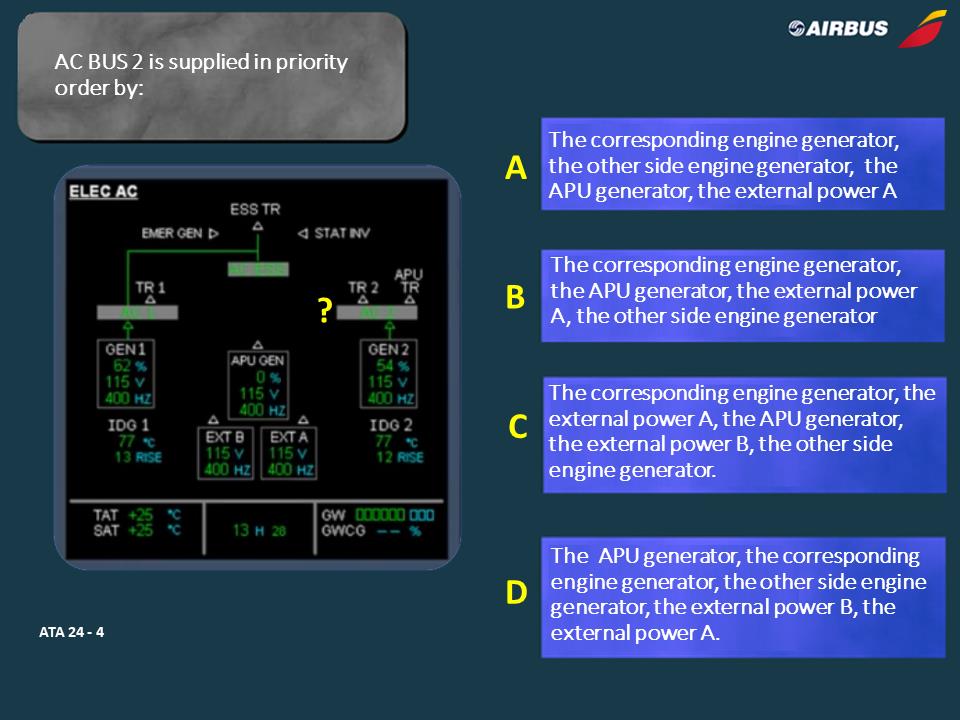 AC BUS 2 is supplied in priority
order by:
AIRBUS
A
The corresponding engine generator,
the other side engine generator, the
APU generator, the external power A
B
The corresponding engine generator,
the APU generator, the external power
A, the other side engine generator
C
The corresponding engine generator, the
external power A, the APU generator,
the external power B, the other side
engine generator.
D
The APU generator, the corresponding
engine generator, the other side engine
generator, the external power B, the
external power A.
ELEC AC
ESS TR
EMER GEN
STAT INV
AC ESS
TR 1
TR 2
APU
TR
?
AC 1
AC 2
GEN 1
62 %
115 V
400 HZ
APU GEN
0 %
115 V
400 HZ
GEN 2
54 %
115 V
400 HZ
IDG 1
77 °C
13 RISE
EXT B
115 V
400 HZ
EXT A
115 V
400 HZ
IDG 2
77 °C
12 RISE
TAT +25 °C
SAT +25 °C
13 H 28
GW
GWCG -- %
ATA 24 - 4